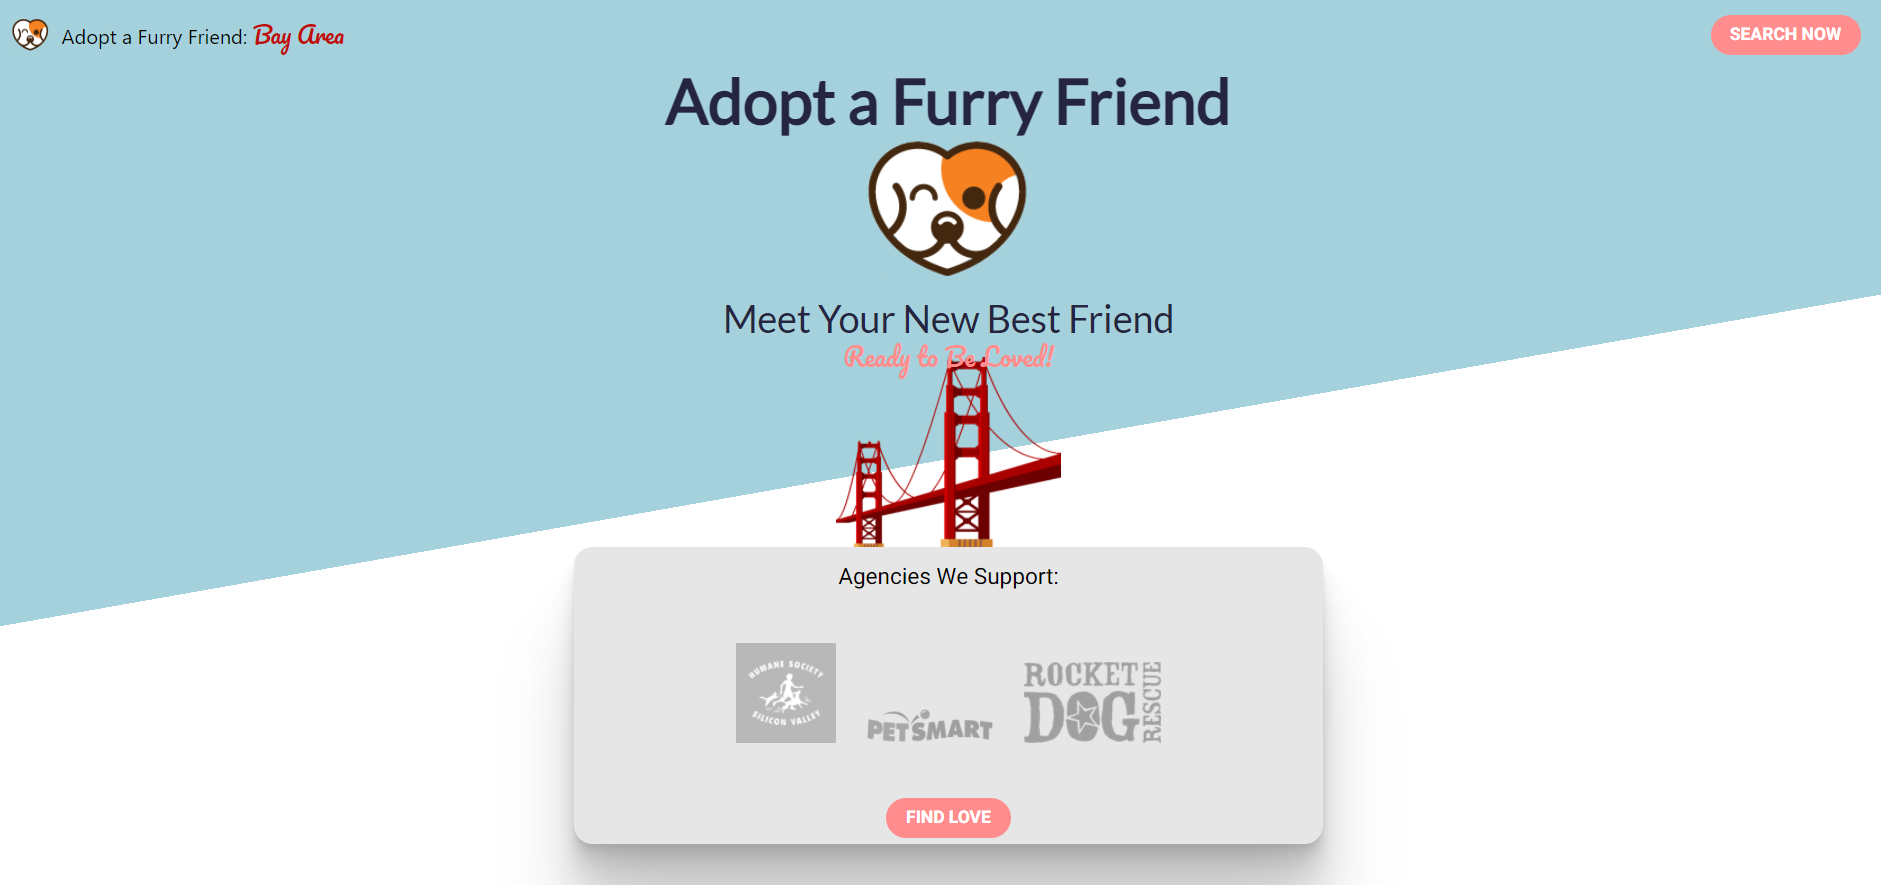 Adopt a Furry Friend: Bay Area
SEARCH NOW
Adopt a Furry Friend
Meet Your New Best Friend
Ready to Be Loved!
Agencies We Support:
HUMANE SOCIETY
SILICON VALLEY
PETSMART
ROCKET
DOG
RESCUE
FIND LOVE